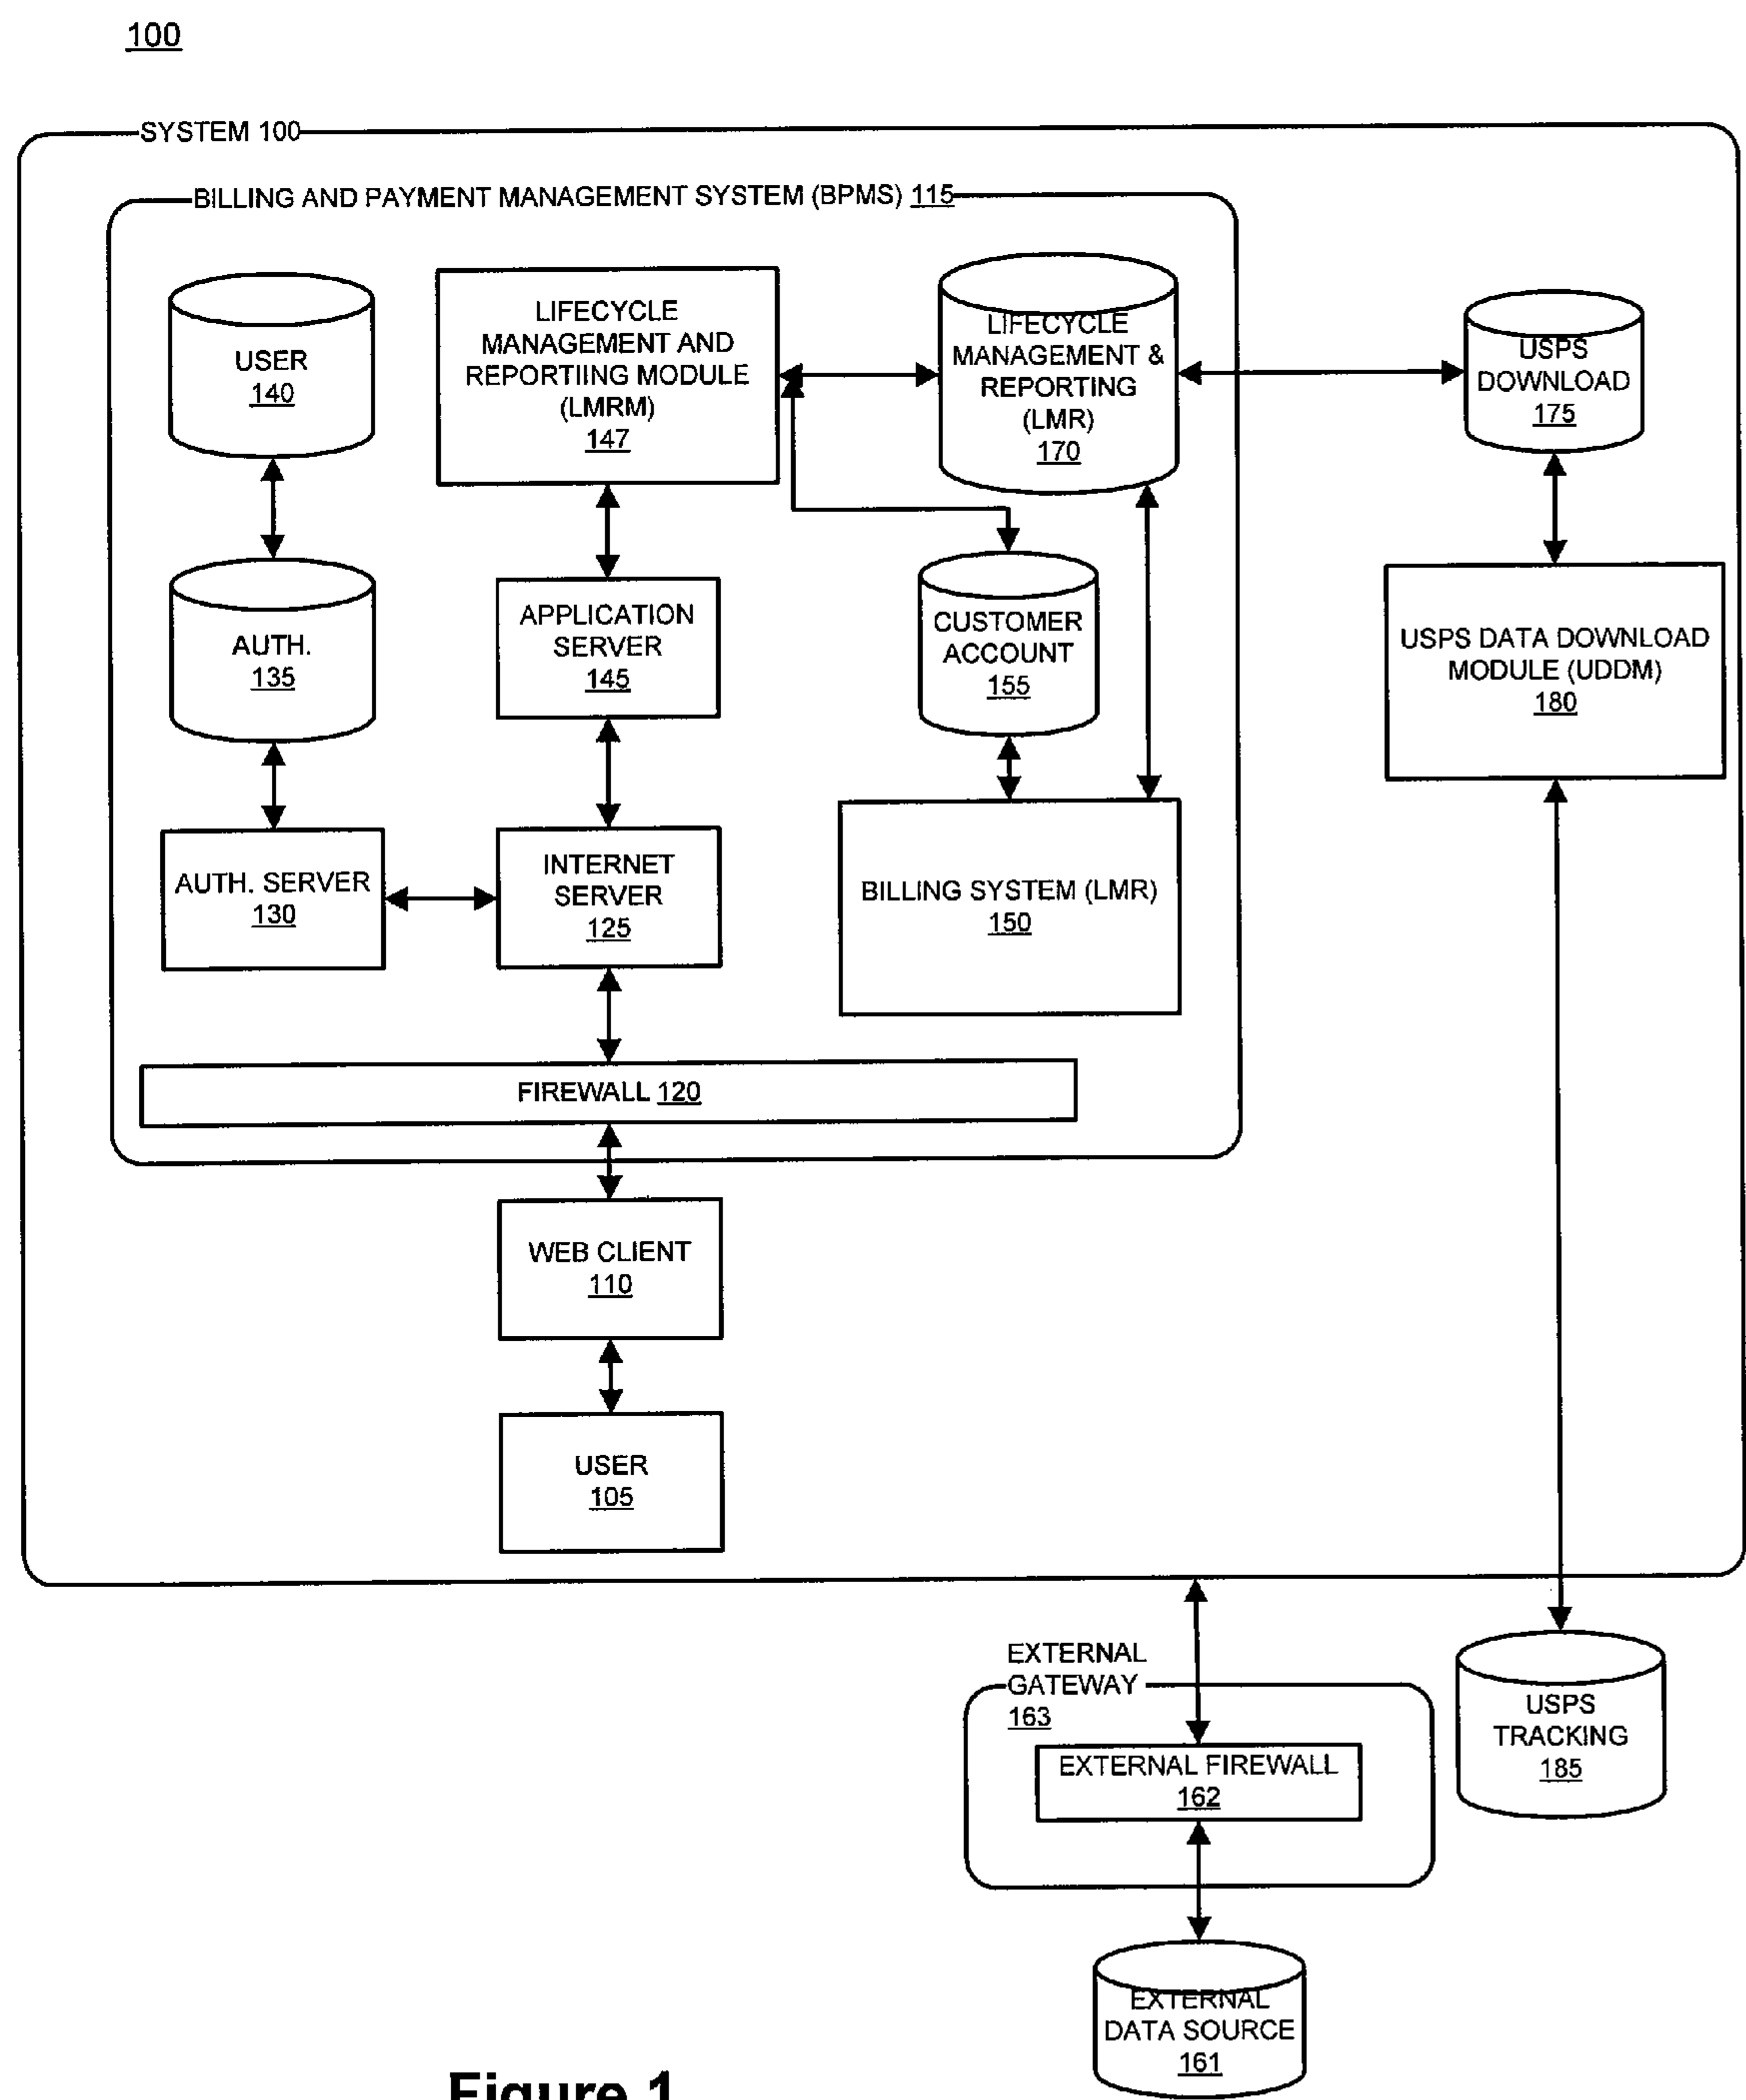 100
SYSTEM 100
BILLING AND PAYMENT MANAGEMENT SYSTEM (BPMS) 115
USER
140
LIFECYCLE
MANAGEMENT AND
REPORTIING MODULE
(LMRM)
147
LIFECYCLE
MANAGEMENT &
REPORTING
(LMR)
170
USPS
DOWNLOAD
175
AUTH.
135
APPLICATION
SERVER
145
CUSTOMER
ACCOUNT
155
USPS DATA DOWNLOAD
MODULE (UDDM)
180
AUTH. SERVER
130
INTERNET
SERVER
125
BILLING SYSTEM (LMR)
150
FIREWALL 120
WEB CLIENT
110
USER
105
EXTERNAL
GATEWAY
163
EXTERNAL FIREWALL
162
USPS
TRACKING
185
EXTERNAL
DATA SOURCE
161
Figure 1